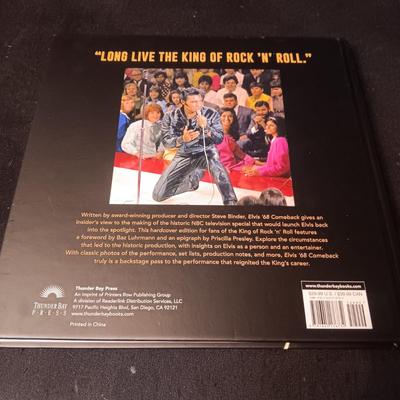 “LONG LIVE THE KING OF ROCK ’N’ ROLL.”
Written by award-winning producer and director Steve Binder, Elvis ’68 Comeback gives an
insider’s view to the making of the historic NBC television special that would launch Elvis back
into the spotlight. This hardcover edition for fans of the King of Rock ’n’ Roll features
a foreword by Baz Luhrmann and an epigraph by Priscilla Presley. Explore the circumstances
that led to the historic production, with insights on Elvis as a person and an entertainer.
With classic photos of the performance, set lists, production notes, and more, Elvis ’68 Comeback
truly is a backstage pass to the performance that reignited the King’s career.
THUNDER BAY
P·R·E·S·S
Thunder Bay Press
An imprint of Printers Row Publishing Group
A division of Readerlink Distribution Services, LLC
9717 Pacific Heights Blvd, San Diego, CA 92121
www.thunderbaybooks.com
Printed in China
www.thunderbaybooks.com